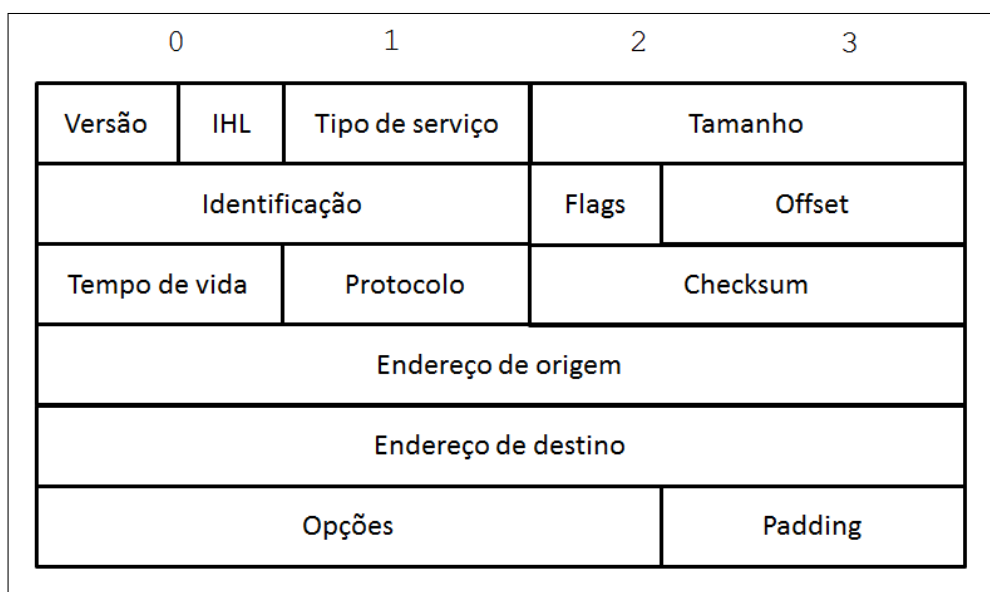 0 1 2 3
Versão IHL Tipo de serviço Tamanho
Identificação Flags Offset
Tempo de vida Protocolo Checksum
Endereço de origem
Endereço de destino
Opções Padding